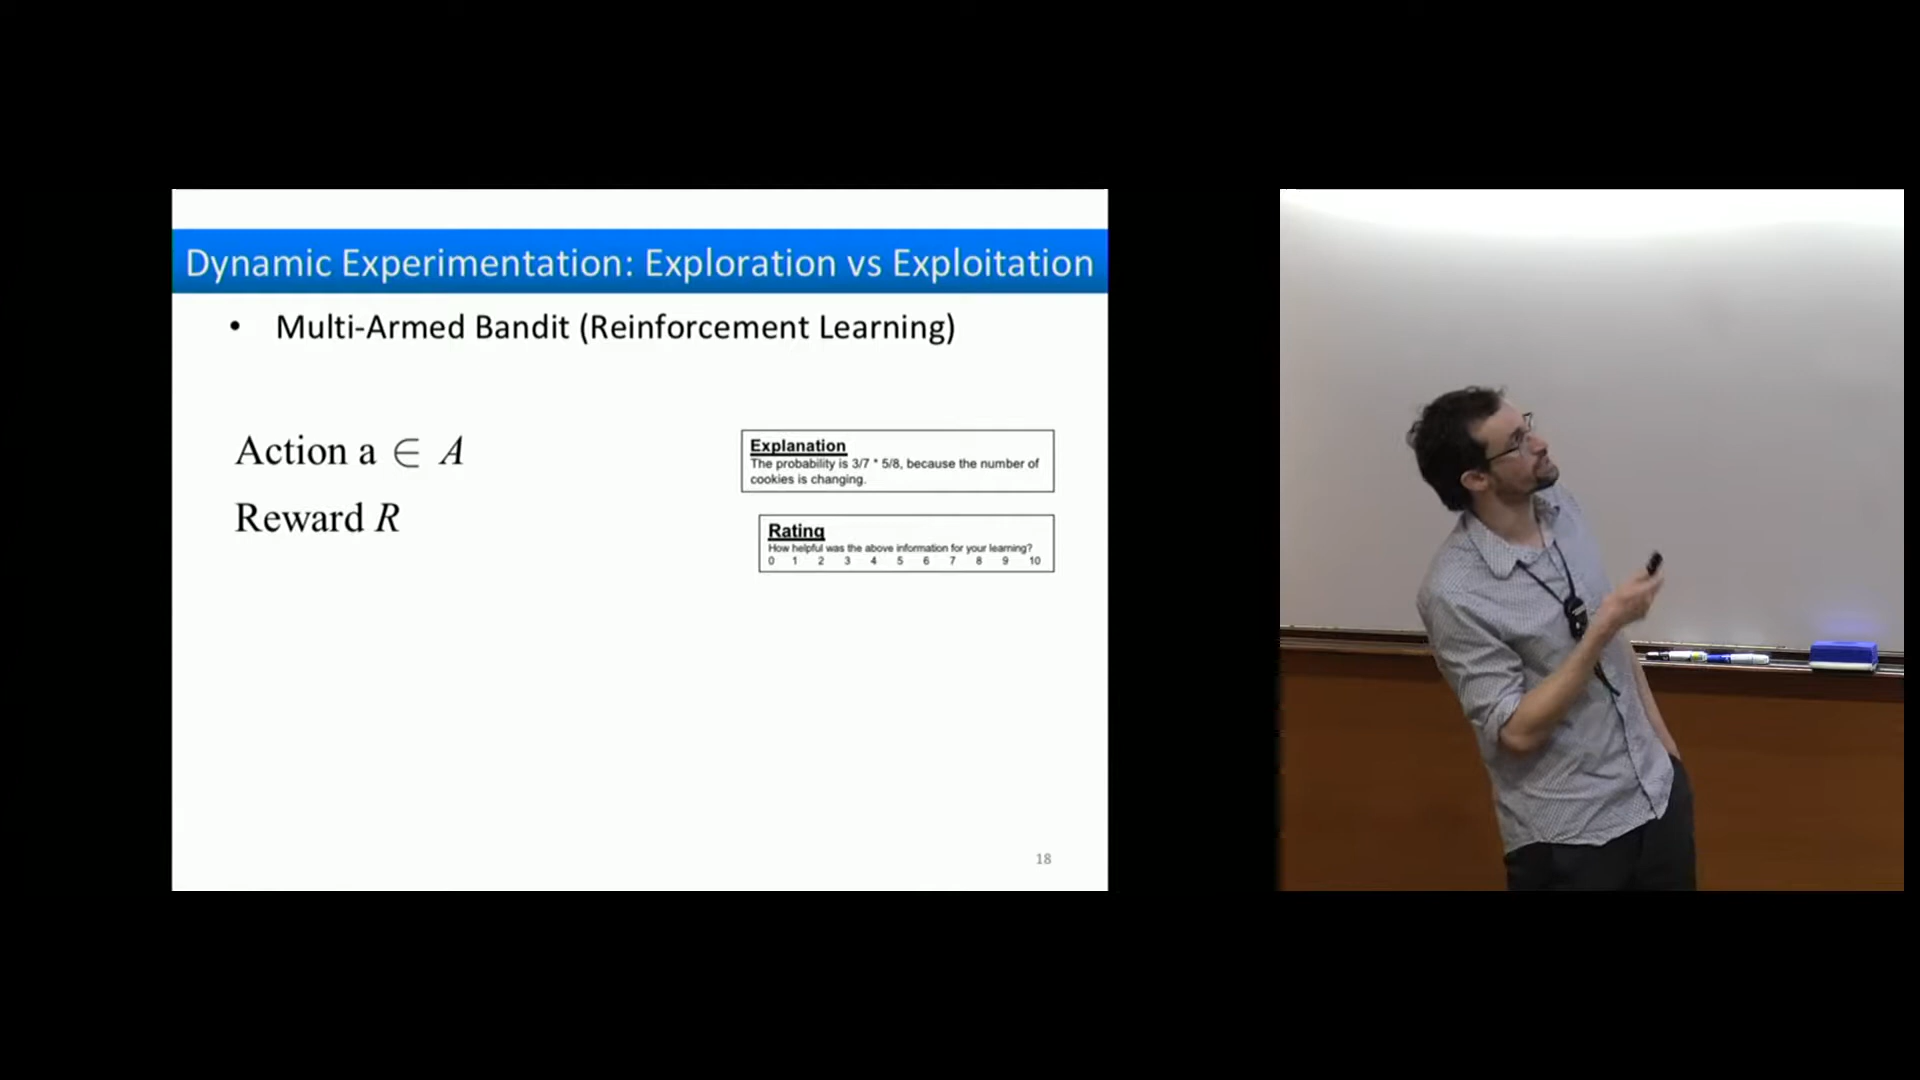 Dynamic Experimentation: Exploration vs Exploitation
• Multi-Armed Bandit (Reinforcement Learning)
Action a ∈ A
Reward R
Explanation
The probability is 3/7 * 5/8, because the number of
cookies is changing.
Rating
How helpful was the above information for your learning?
0 1 2 3 4 5 6 7 8 9 10
18